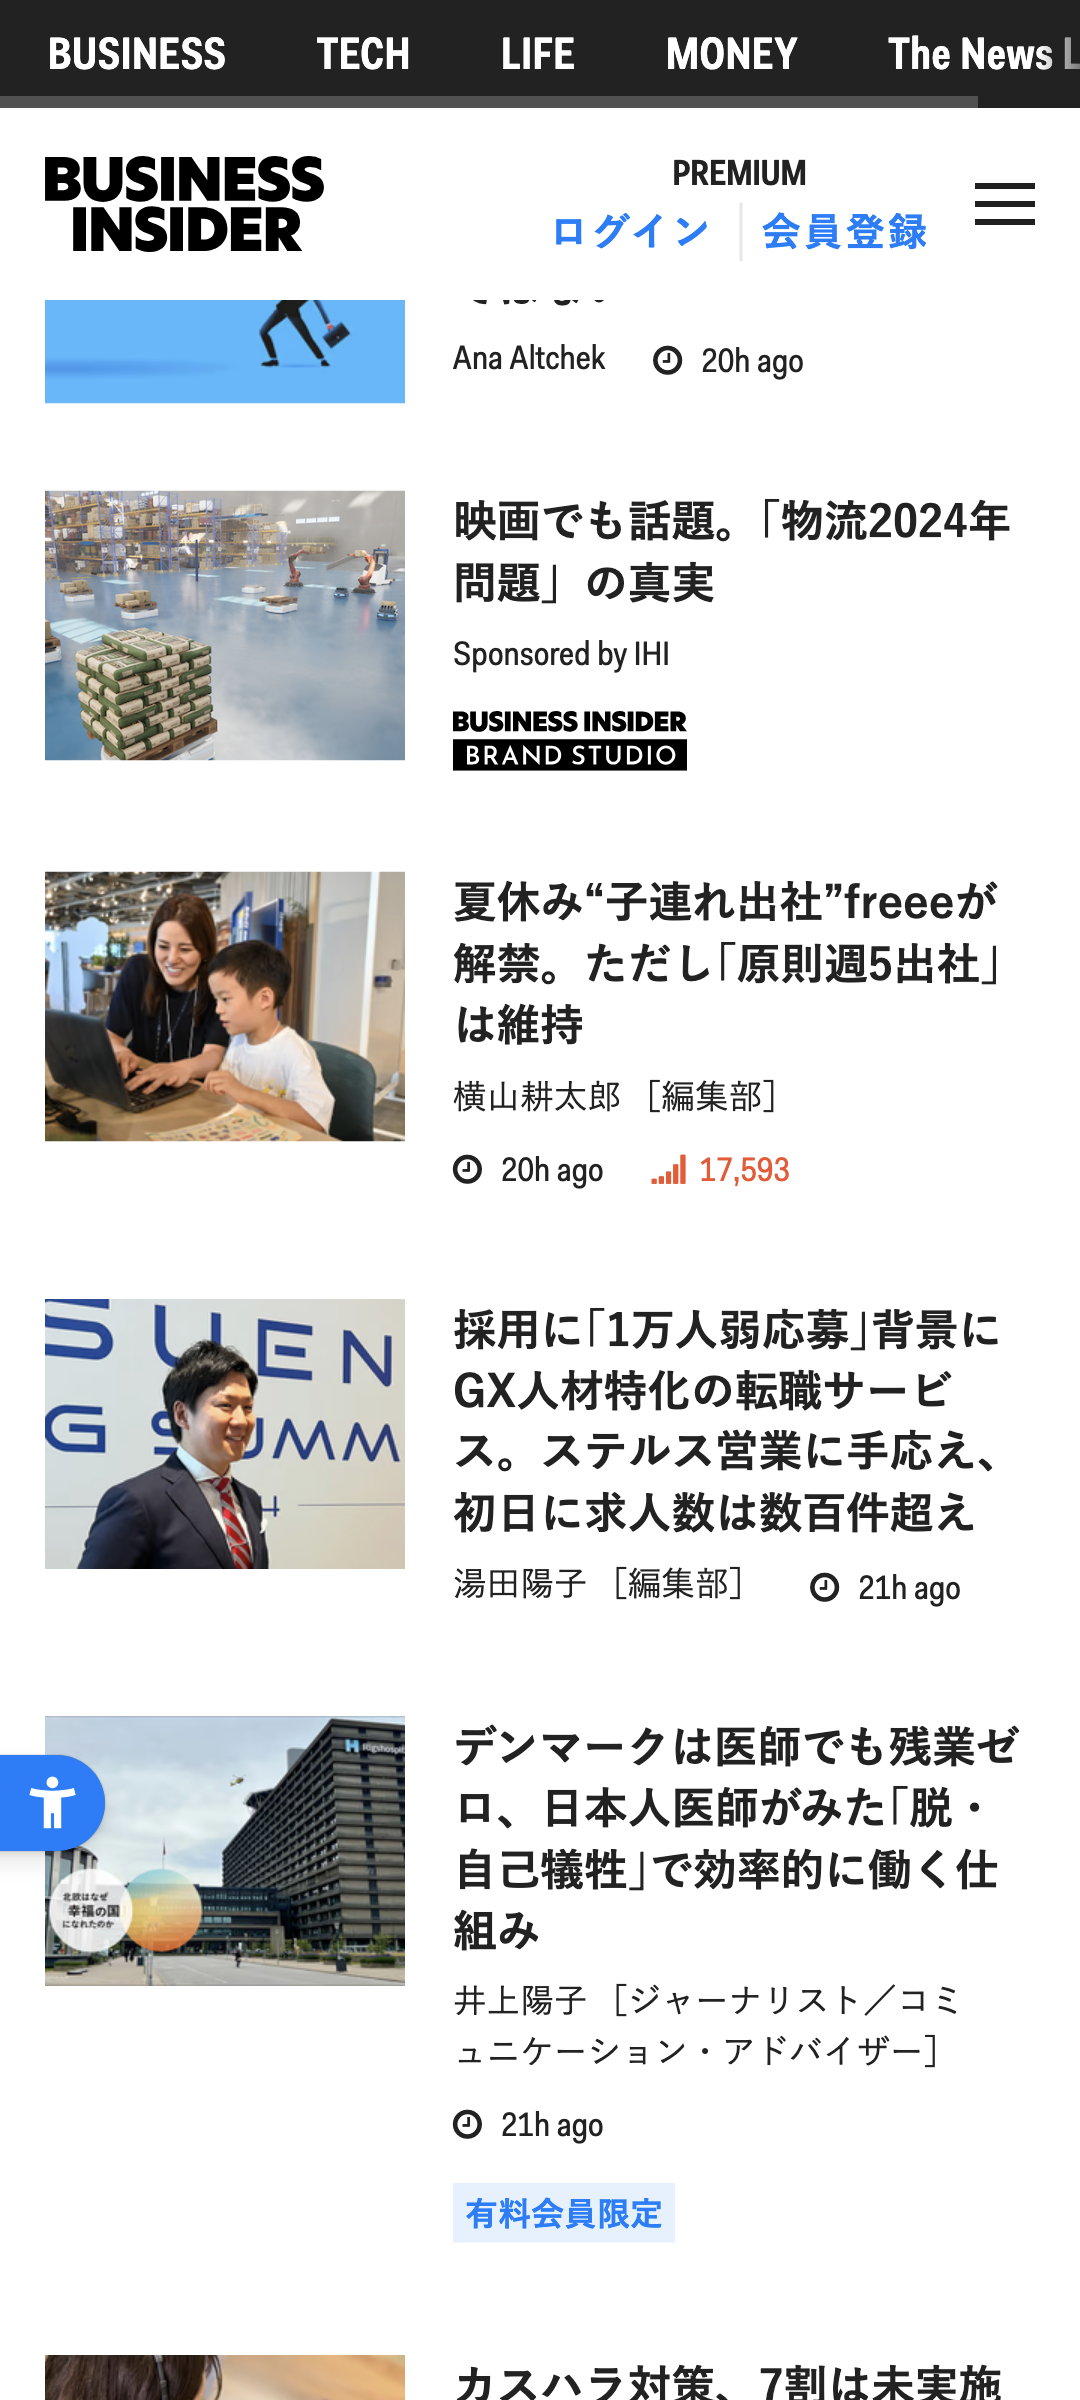 BUSINESS TECH LIFE MONEY The News L
BUSINESS
INSIDER
PREMIUM
ログイン 会員登録
Ana Altchek 20h ago
映画でも話題。「物流2024年
問題」の真実
Sponsored by IHI
BUSINESS INSIDER
BRAND STUDIO
夏休み“子連れ出社”freeeが
解禁。ただし「原則週5出社」
は維持
横山耕太郎 ［編集部］
20h ago 17,593
SUEN
G SUMM
H
採用に「1万人弱応募」背景に
GX人材特化の転職サービ
ス。ステルス営業に手応え、
初日に求人数は数百件超え
湯田陽子 ［編集部］ 21h ago
H Rigshospi
北欧はなぜ
幸福の国
になれたのか
デンマークは医師でも残業ゼ
ロ、日本人医師がみた「脱・
自己犠牲」で効率的に働く仕
組み
井上陽子 ［ジャーナリスト／コミ
ュニケーション・アドバイザー］
21h ago
有料会員限定
カスハラ対策、7割は未実施